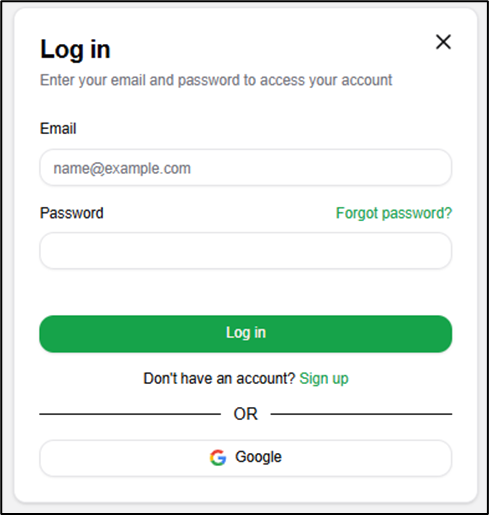 Log in
Enter your email and password to access your account
Email
name@example.com
Password Forgot password?
Log in
Don't have an account? Sign up
OR
Google